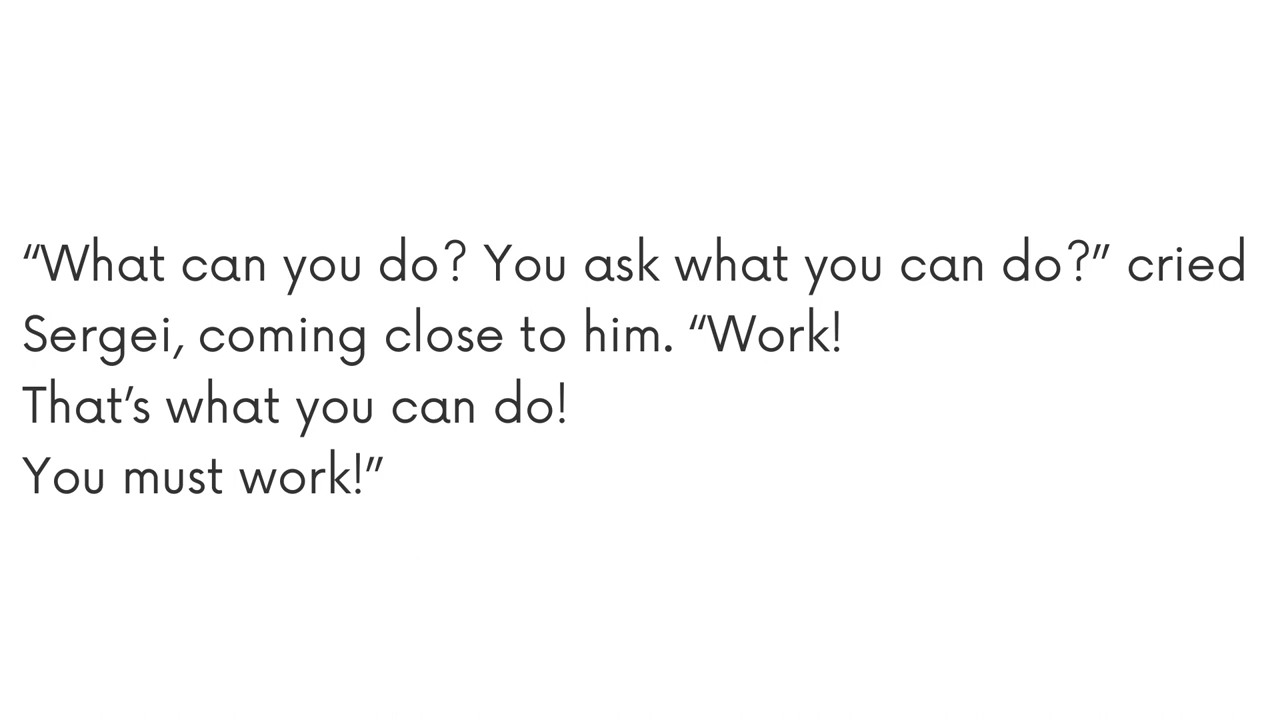 “What can you do? You ask what you can do?” cried
Sergei, coming close to him. “Work!
That’s what you can do!
You must work!”